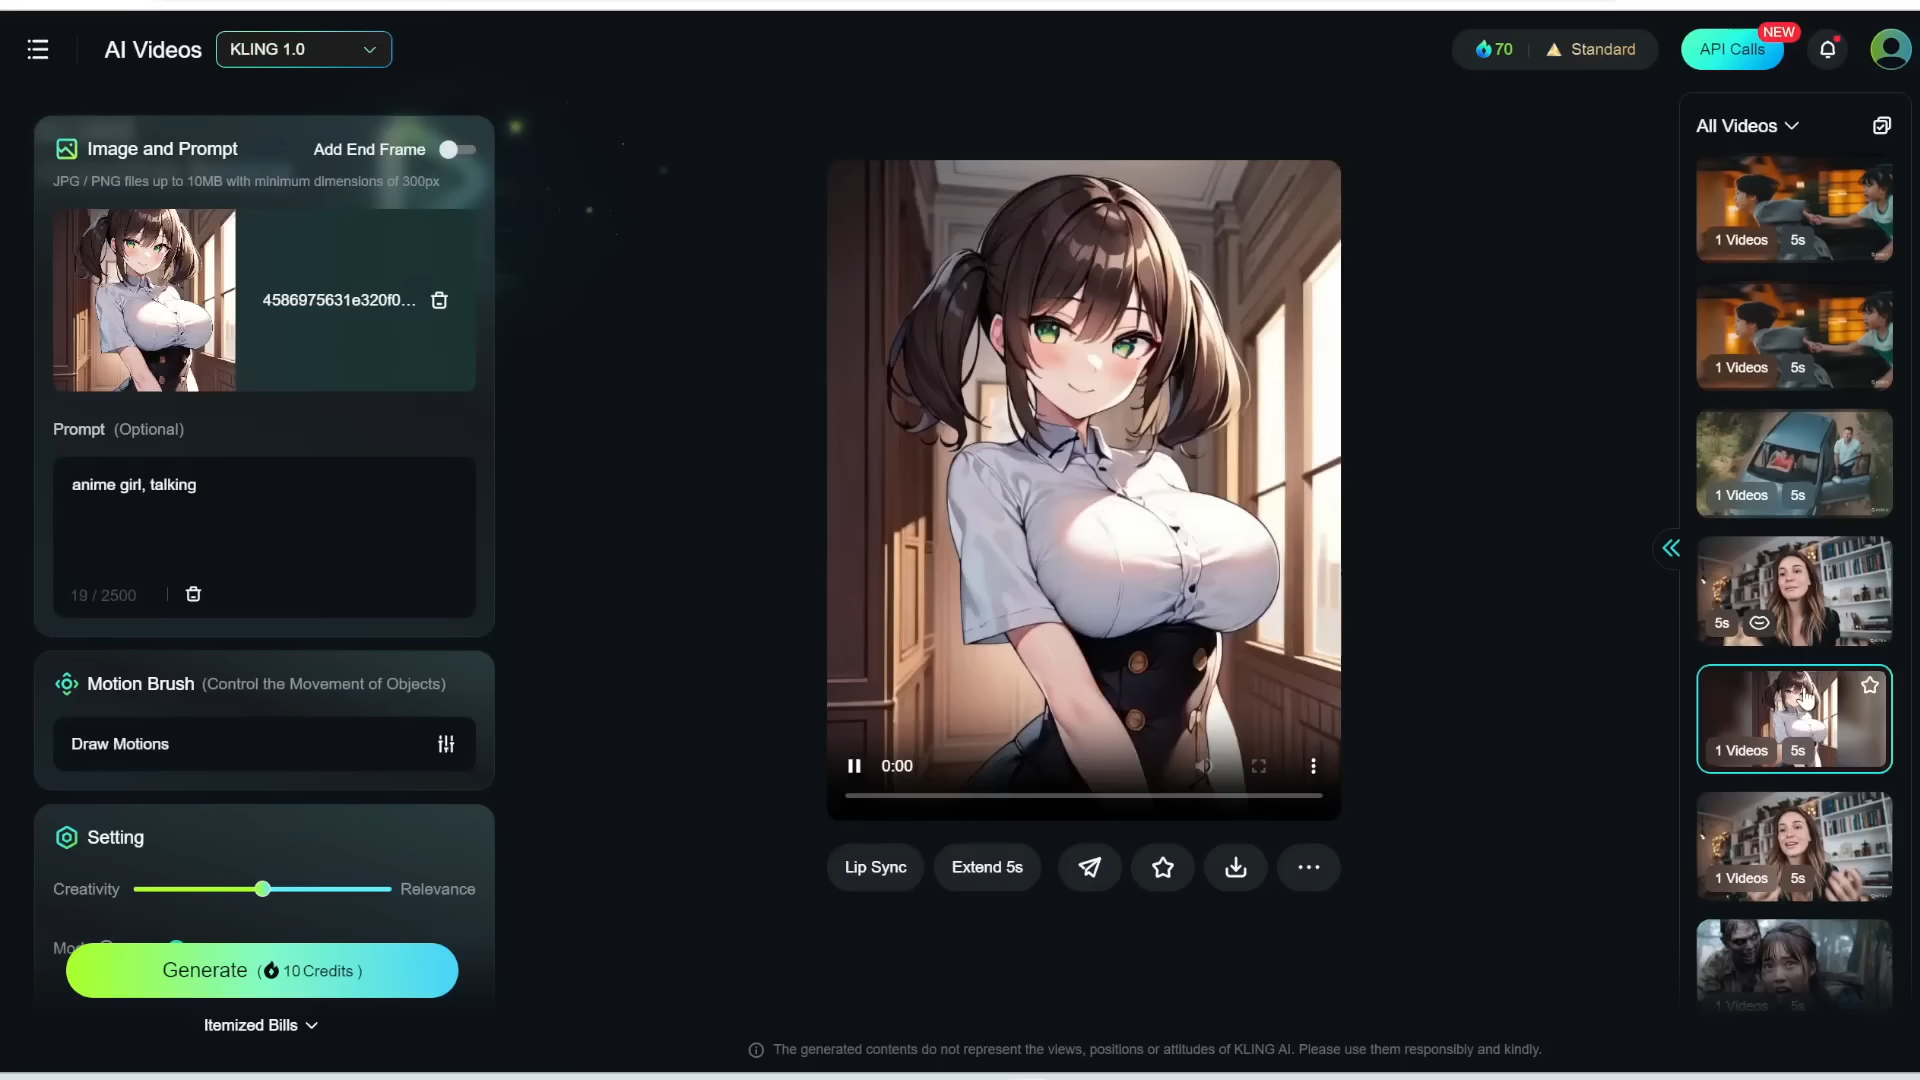 AI Videos
KLING 1.0
70
Standard
API Calls
NEW
Image and Prompt
Add End Frame
JPG / PNG files up to 10MB with minimum dimensions of 300px
4586975631e320f0...
Prompt (Optional)
anime girl, talking
19 / 2500
Motion Brush (Control the Movement of Objects)
Draw Motions
Setting
Creativity
Relevance
Generate ( 10 Credits )
Itemized Bills
0:00
Lip Sync
Extend 5s
The generated contents do not represent the views, positions or attitudes of KLING AI. Please use them responsibly and kindly.
All Videos
1 Videos 5s
1 Videos 5s
1 Videos 5s
5s
1 Videos 5s
1 Videos 5s
1 Videos 5s